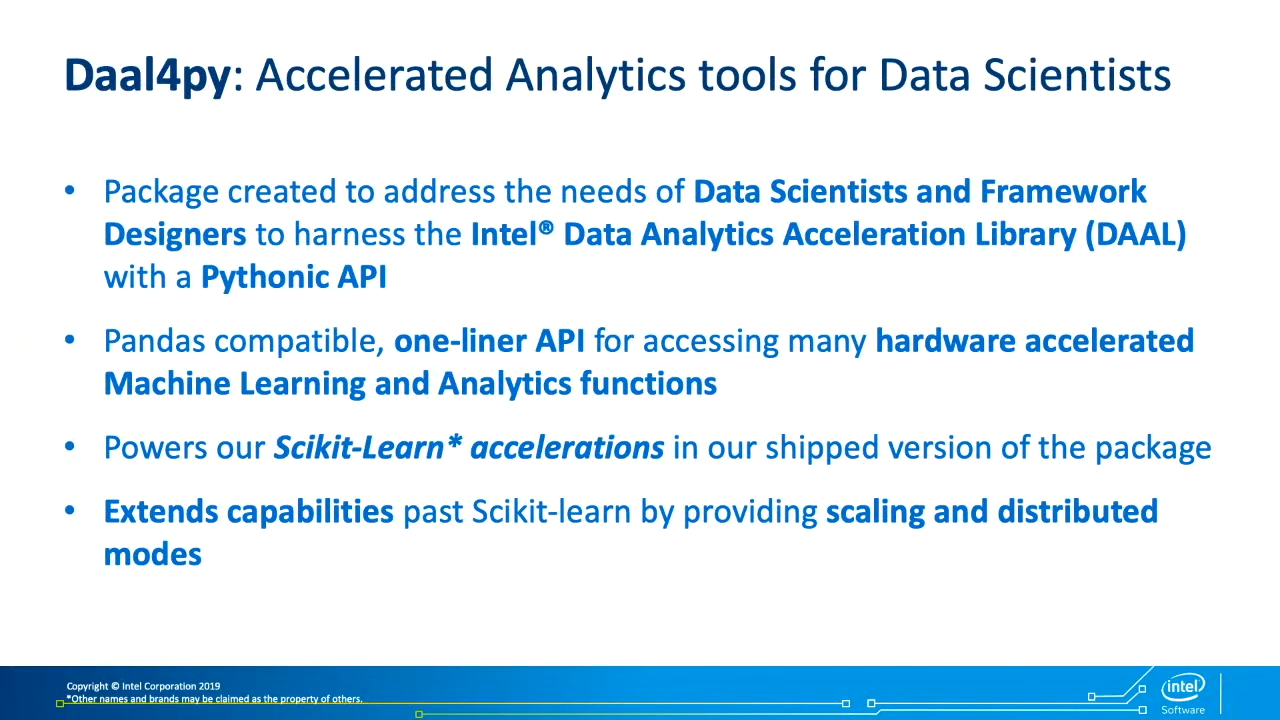 Daal4py: Accelerated Analytics tools for Data Scientists
• Package created to address the needs of Data Scientists and Framework
Designers to harness the Intel® Data Analytics Acceleration Library (DAAL)
with a Pythonic API
• Pandas compatible, one-liner API for accessing many hardware accelerated
Machine Learning and Analytics functions
• Powers our Scikit-Learn* accelerations in our shipped version of the package
• Extends capabilities past Scikit-learn by providing scaling and distributed
modes
Copyright © Intel Corporation 2019
*Other names and brands may be claimed as the property of others.
intel
Software